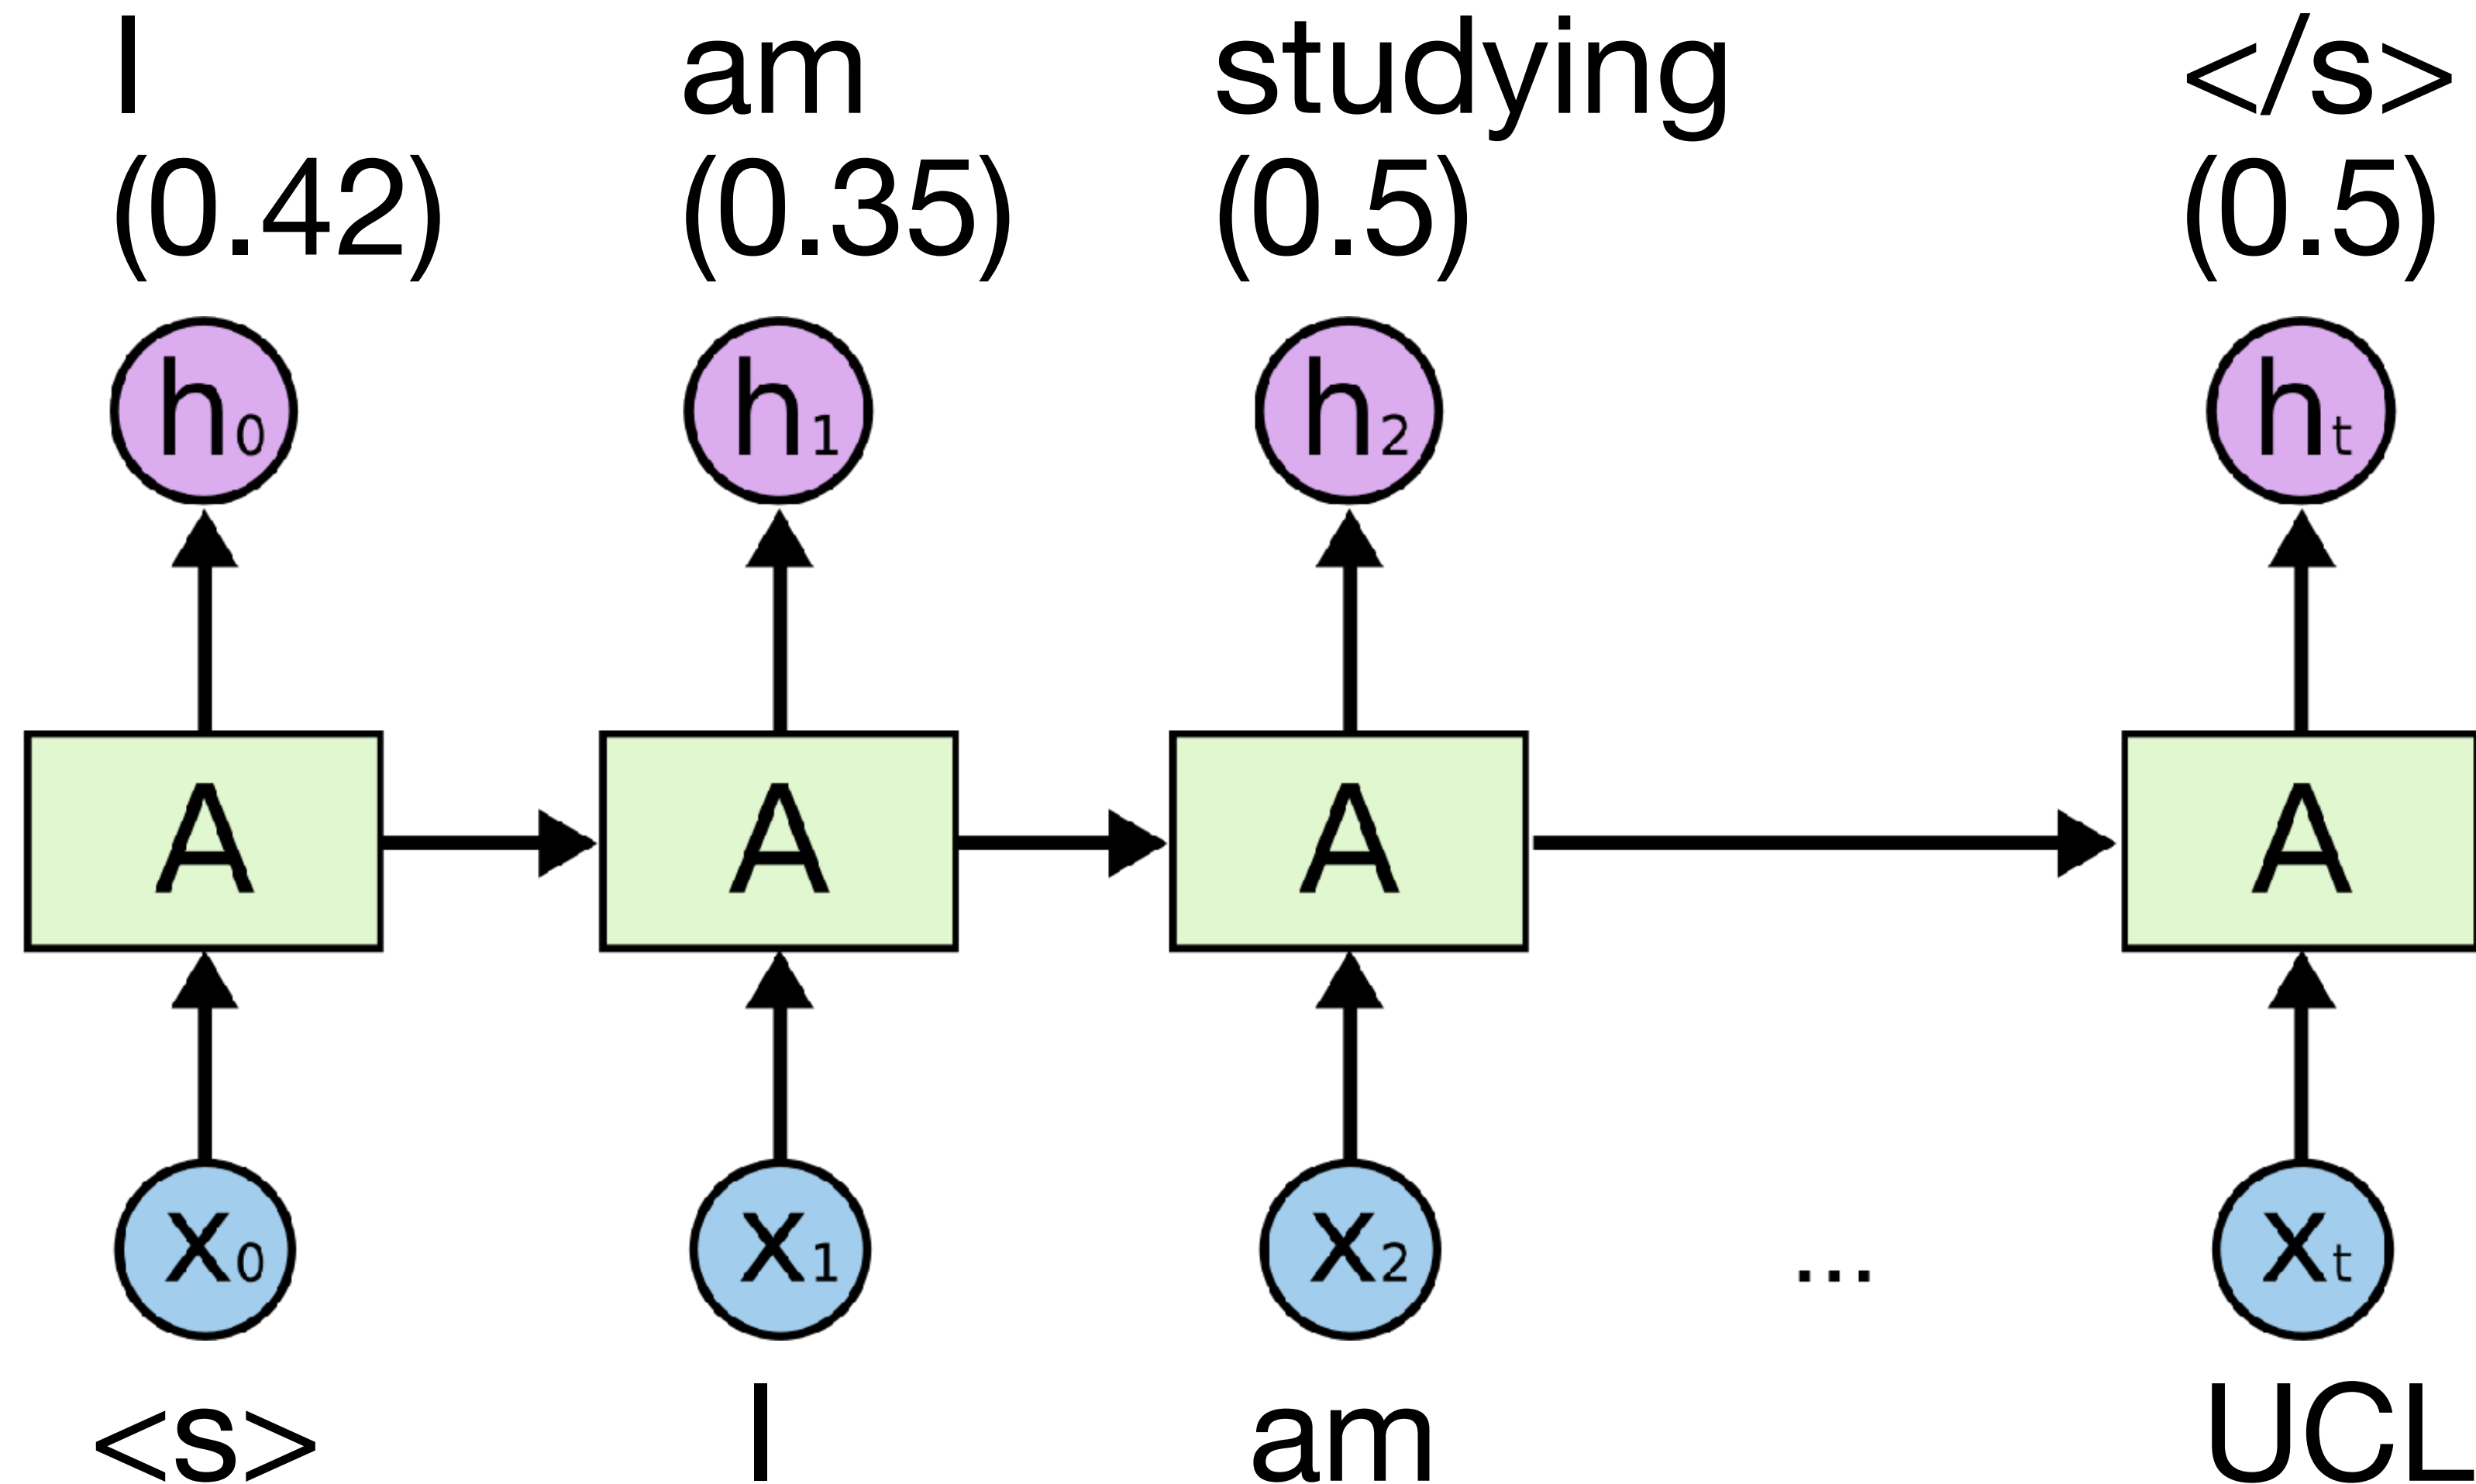 I am studying </s>
(0.42) (0.35) (0.5) (0.5)
h0 h1 h2 ht
A A A A
x0 x1 x2 ... xt
<s> I am UCL